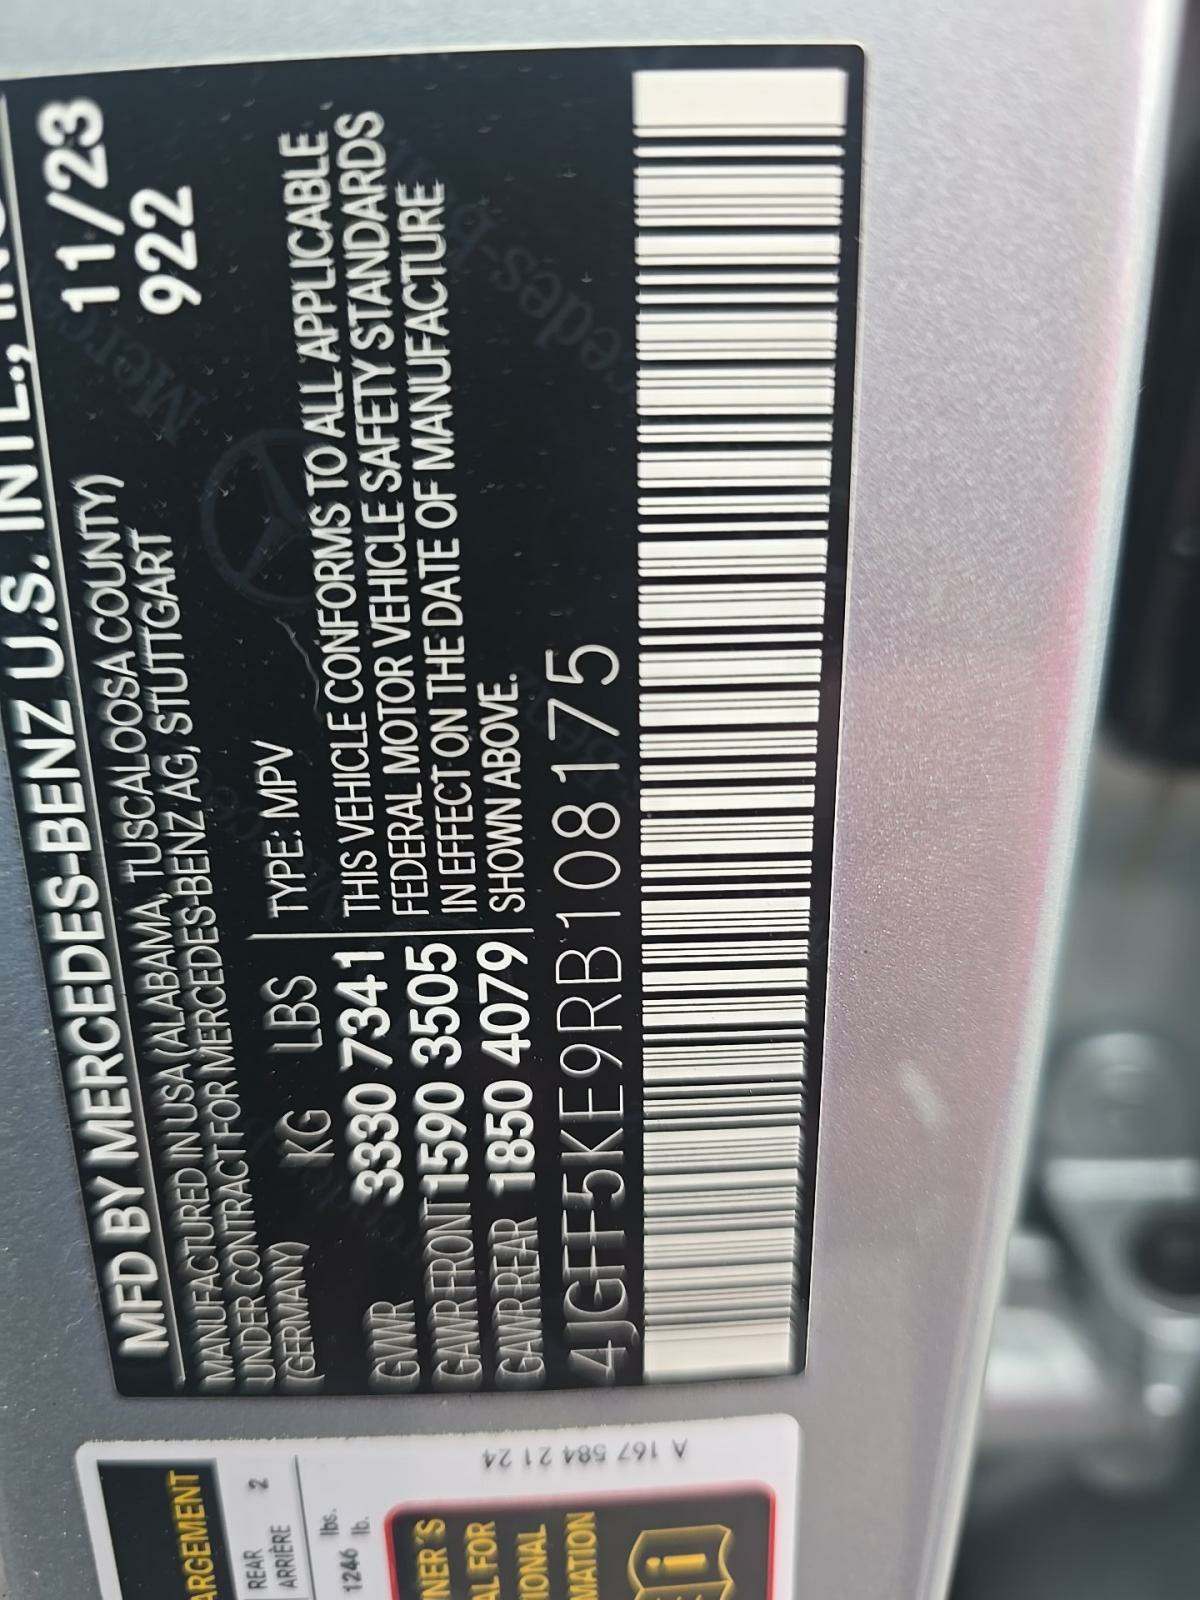 MFD BY MERCEDES-BENZ U.S. INTL.,
11/23
MANUFACTURED IN USA (ALABAMA, TUSCALOOSA COUNTY)
922
UNDER CONTRACT FOR MERCEDES-BENZ AG, STUTTGART
(GERMANY)
KG LBS
TYPE: MPV
GVWR 3330 7341
GAWR FRONT 1590 3505
GAWR REAR 1850 4079
THIS VEHICLE CONFORMS TO ALL APPLICABLE
FEDERAL MOTOR VEHICLE SAFETY STANDARDS
IN EFFECT ON THE DATE OF MANUFACTURE
SHOWN ABOVE.
4JGFF5KE9RB108175
A 167 584 21 24
REAR 2
ARRIÈRE
1246 lbs.
lb.